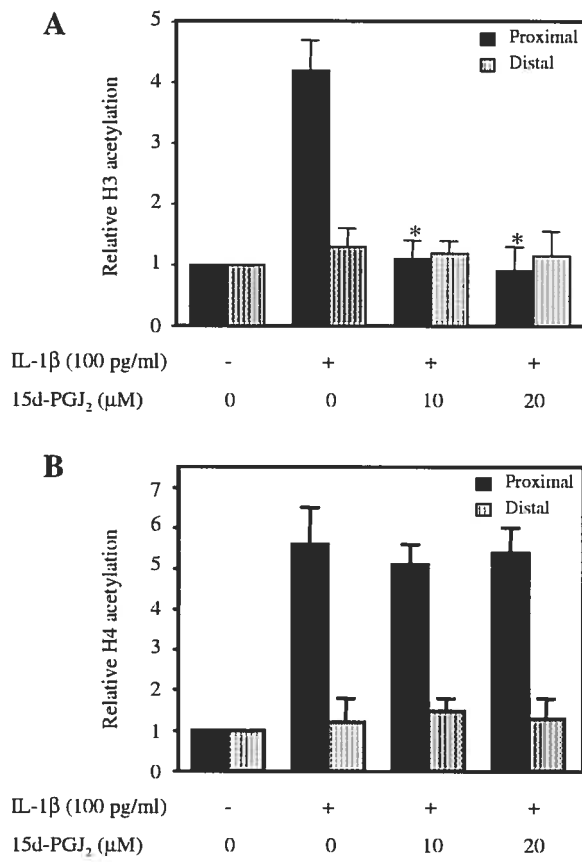 A
5
4
3
2
1
0
Relative H3 acetylation
Proximal
Distal
*
*
IL-1β (100 pg/ml) - + + +
15d-PGJ₂ (μM) 0 0 10 20
B
7
6
5
4
3
2
1
0
Relative H4 acetylation
Proximal
Distal
IL-1β (100 pg/ml) - + + +
15d-PGJ₂ (μM) 0 0 10 20